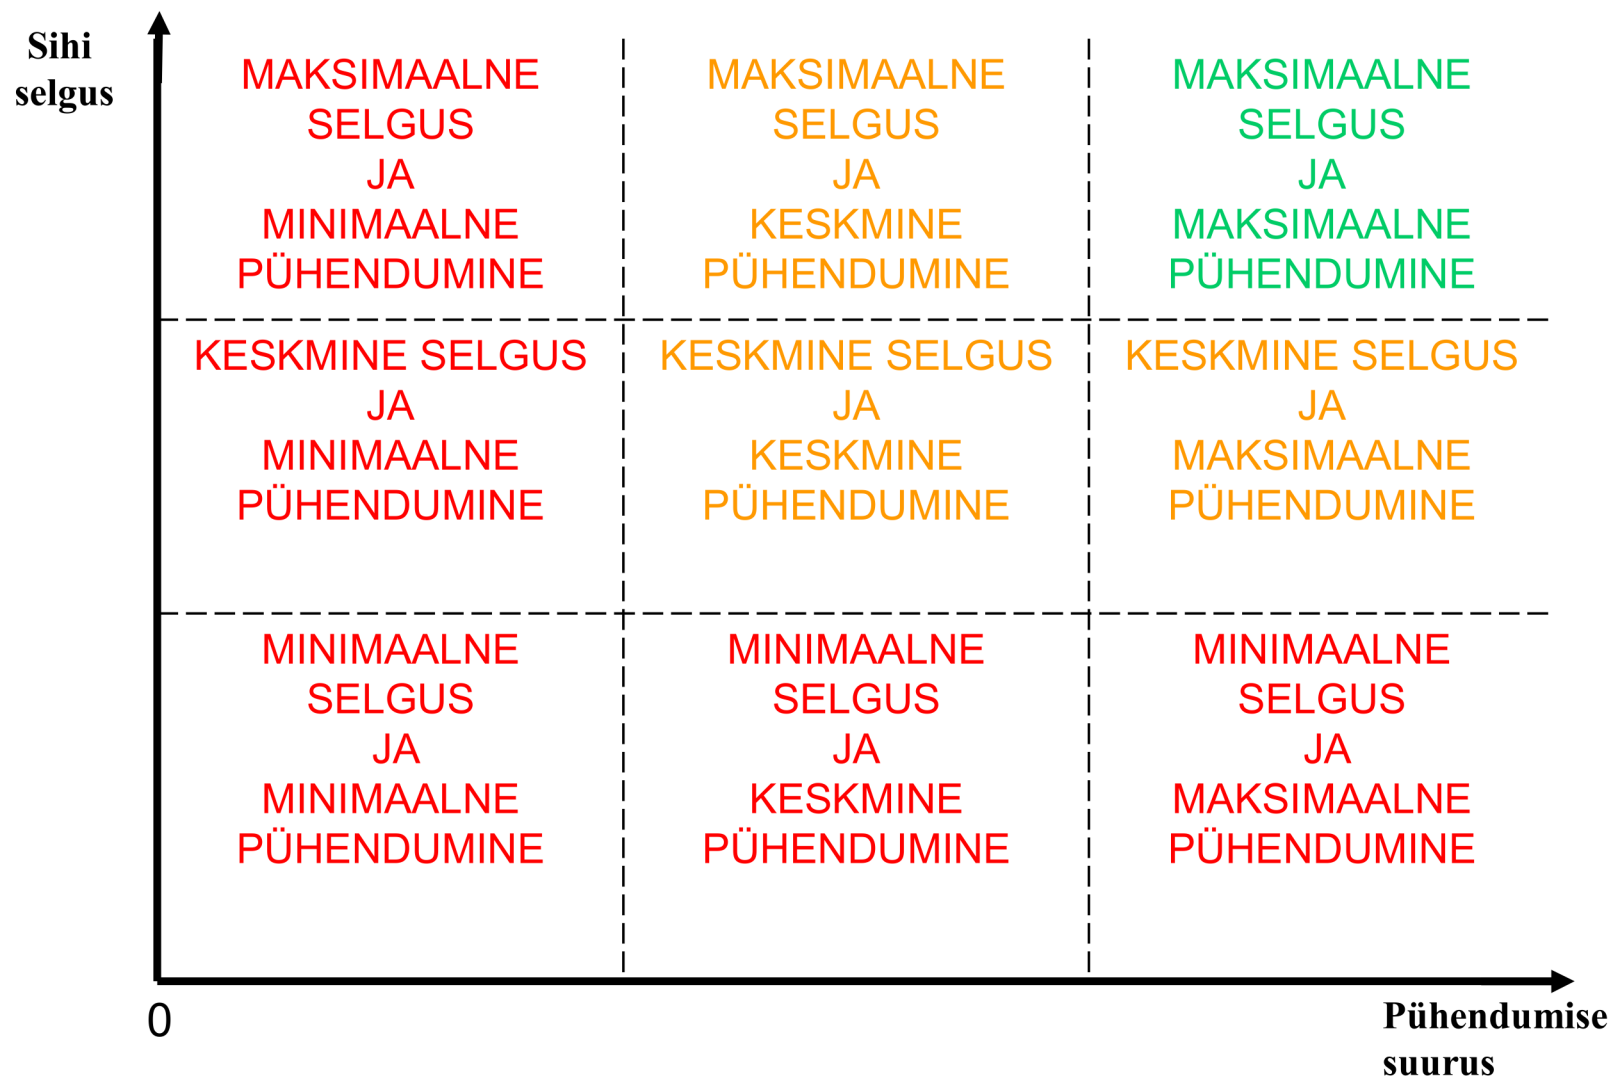 Sihi
selgus
MAKSIMAALNE
SELGUS
JA
MINIMAALNE
PÜHENDUMINE
MAKSIMAALNE
SELGUS
JA
KESKMINE
PÜHENDUMINE
MAKSIMAALNE
SELGUS
JA
MAKSIMAALNE
PÜHENDUMINE
KESKMINE SELGUS
JA
MINIMAALNE
PÜHENDUMINE
KESKMINE SELGUS
JA
KESKMINE
PÜHENDUMINE
KESKMINE SELGUS
JA
MAKSIMAALNE
PÜHENDUMINE
MINIMAALNE
SELGUS
JA
MINIMAALNE
PÜHENDUMINE
MINIMAALNE
SELGUS
JA
KESKMINE
PÜHENDUMINE
MINIMAALNE
SELGUS
JA
MAKSIMAALNE
PÜHENDUMINE
0
Pühendumise
suurus